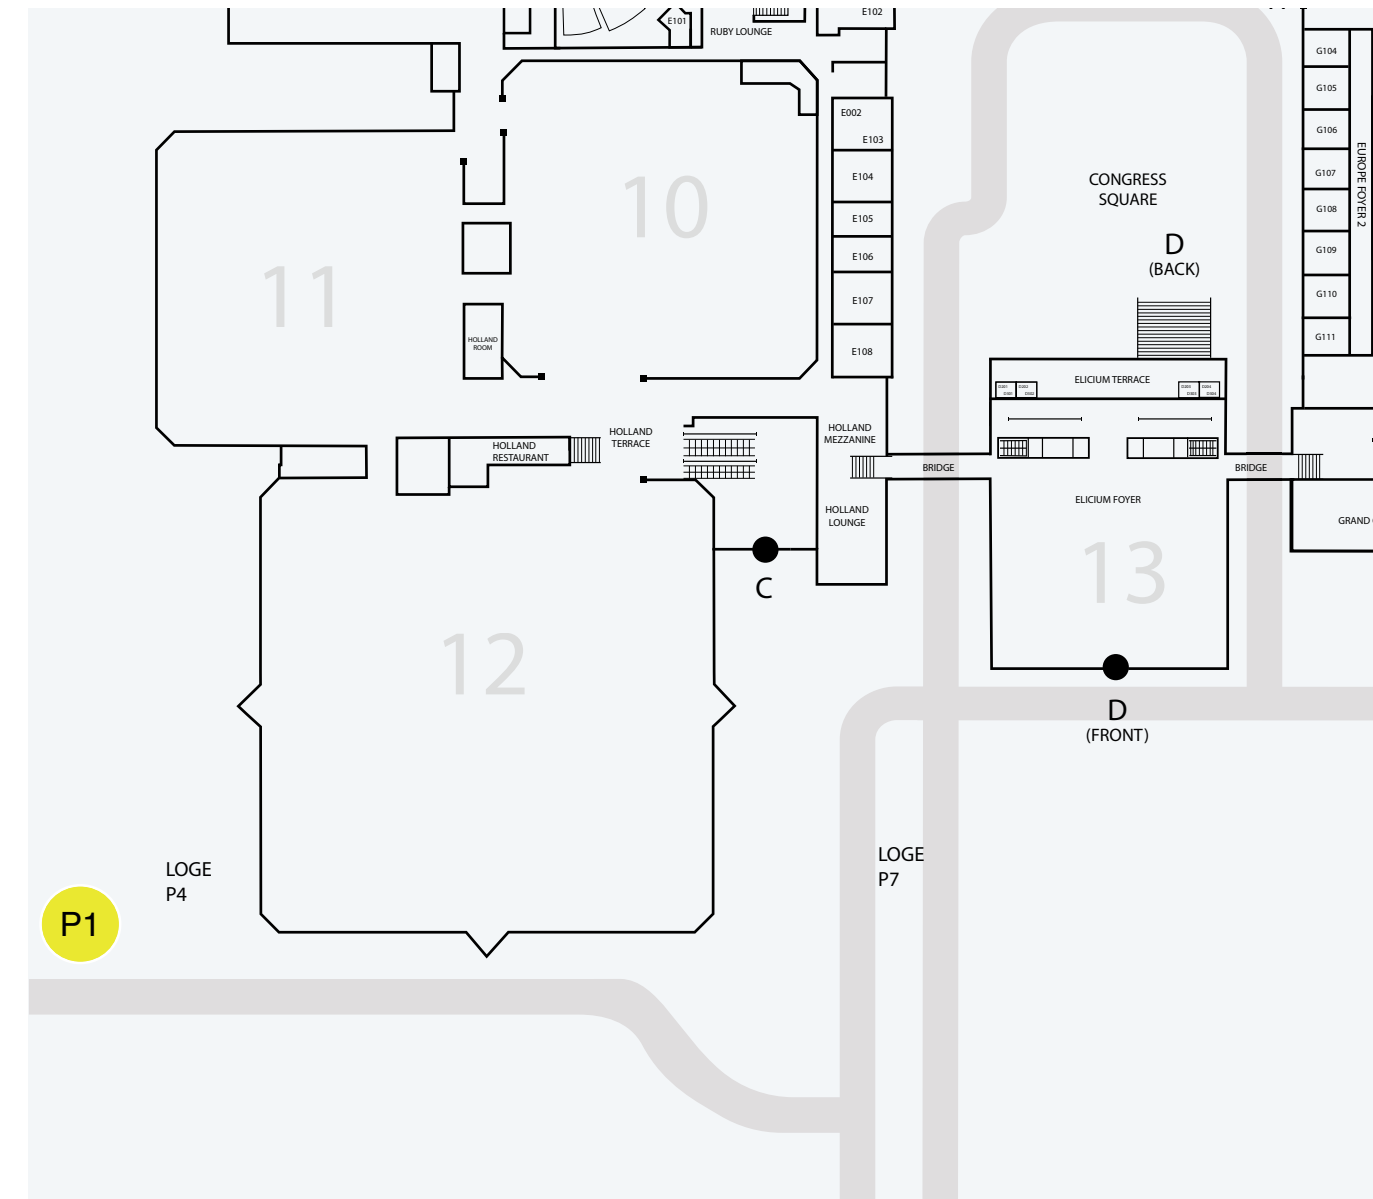 E101
RUBY LOUNGE
E102
G104
G105
G106
G107
G108
G109
G110
G111
EUROPE FOYER 2
E002
E103
E104
E105
E106
E107
E108
10
11
CONGRESS
SQUARE
D
(BACK)
HOLLAND
ROOM
ELICIUM TERRACE
HOLLAND
TERRACE
HOLLAND
MEZZANINE
HOLLAND
RESTAURANT
BRIDGE
BRIDGE
ELICIUM FOYER
HOLLAND
LOUNGE
GRAND
13
C
12
D
(FRONT)
LOGE
P4
LOGE
P7
P1